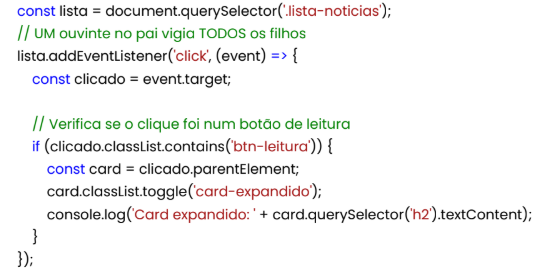 const lista = document.querySelector('.lista-noticias');
// UM ouvinte no pai vigia TODOS os filhos
lista.addEventListener('click', (event) => {
const clicado = event.target;
// Verifica se o clique foi num botão de leitura
if (clicado.classList.contains('btn-leitura')) {
const card = clicado.parentElement;
card.classList.toggle('card-expandido');
console.log('Card expandido: ' + card.querySelector('h2').textContent);
}
});